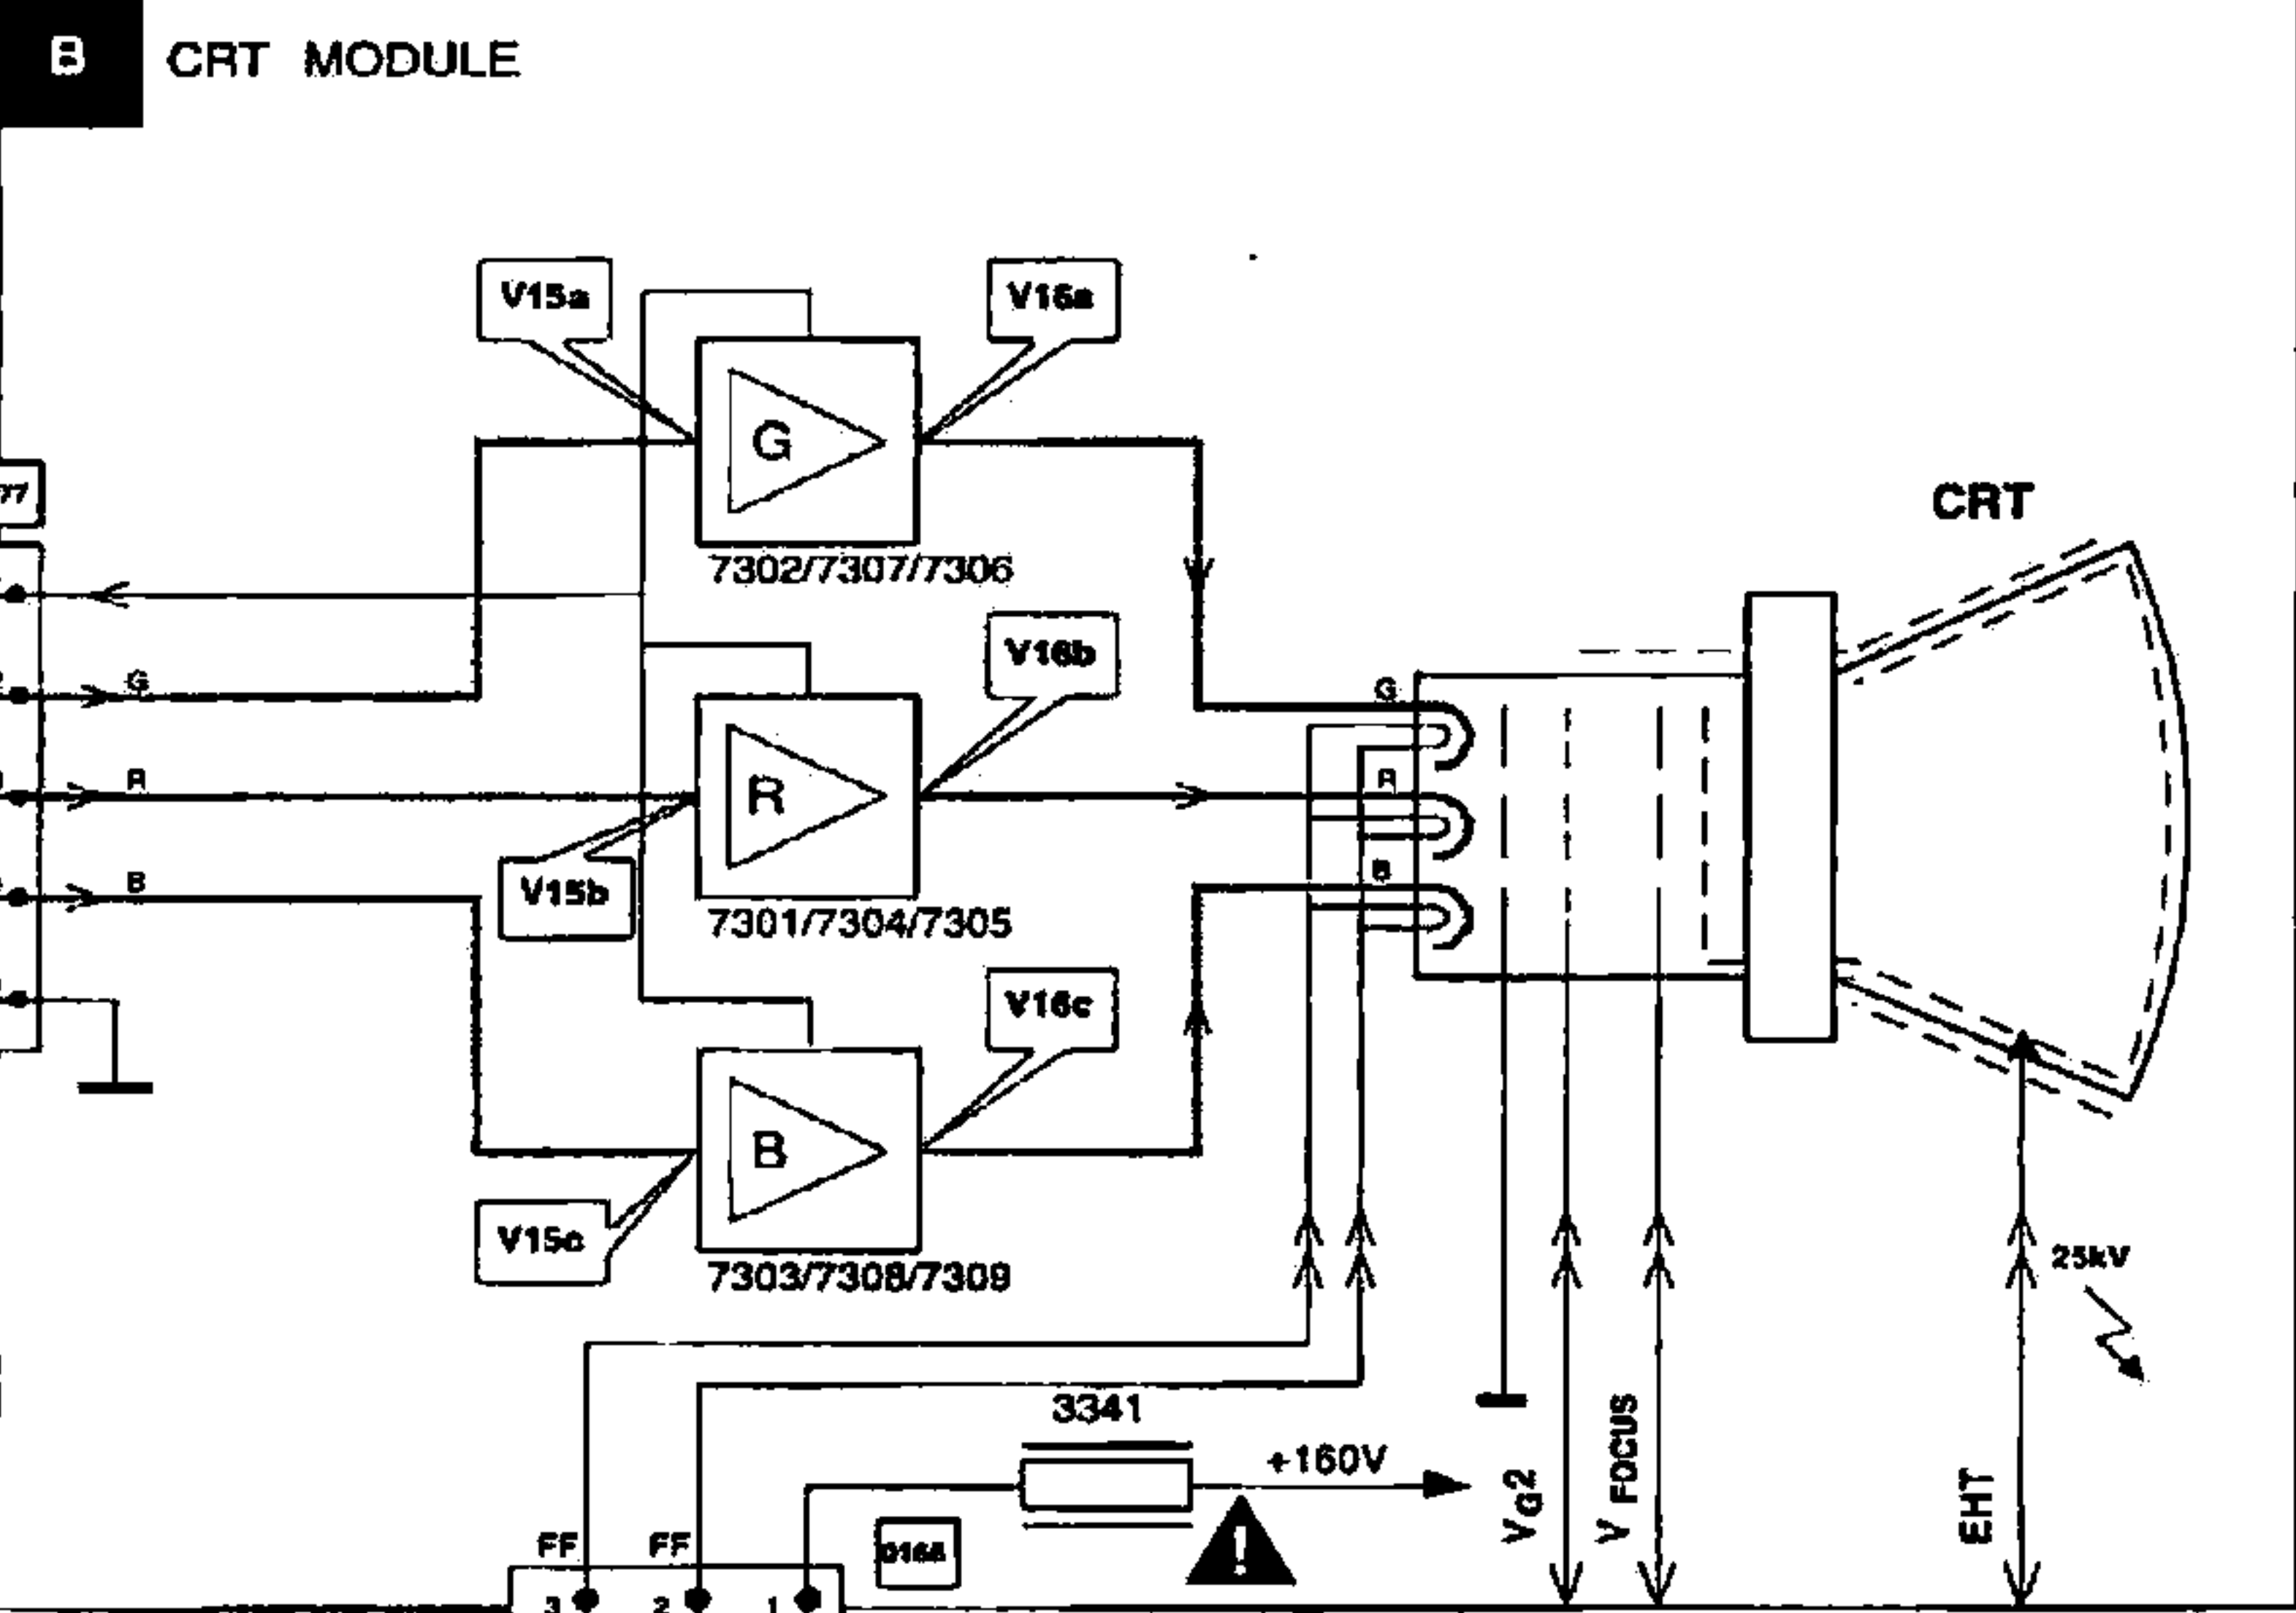 B CRT MODULE
V15a
V16a
G
77
CRT
7302/7307/7306
V16b
G
G
R
R
R
B
B
V15b
7301/7304/7305
V16c
B
V15c
25kV
7303/7308/7309
3341
+160V
VG2
V FOCUS
EHT
FF FF
3 2 1